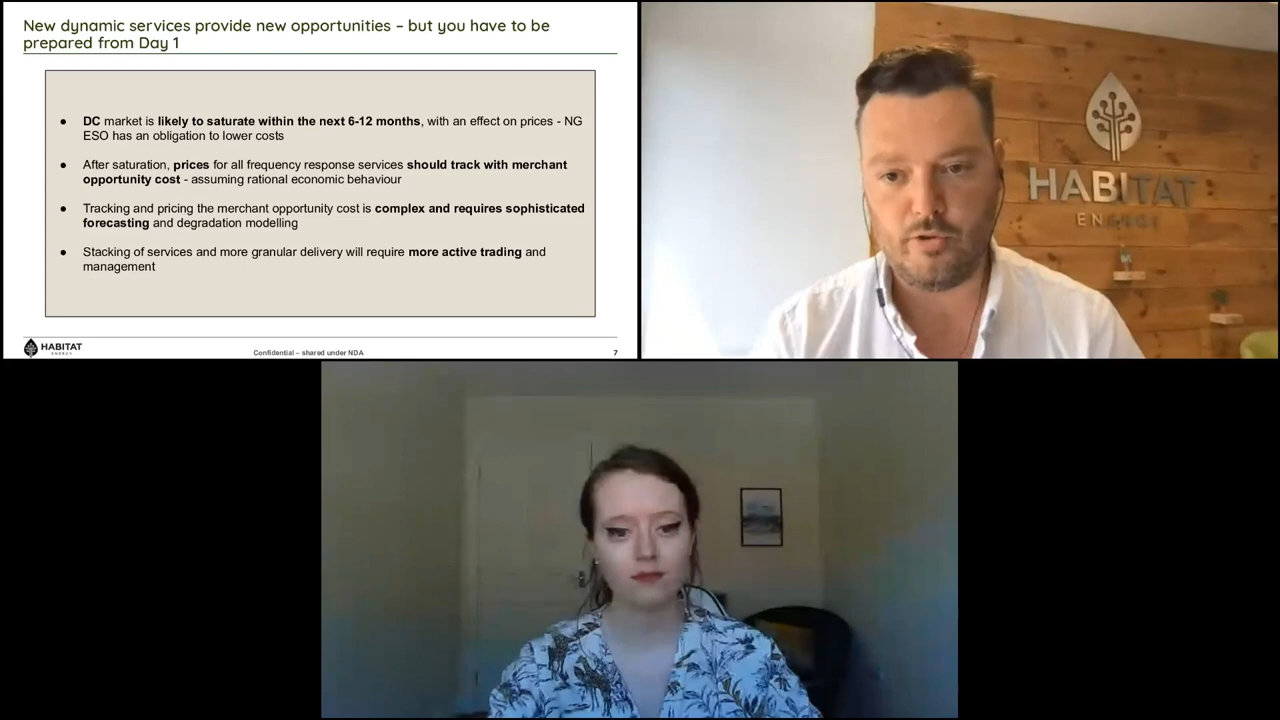 New dynamic services provide new opportunities – but you have to be
prepared from Day 1
● DC market is likely to saturate within the next 6-12 months, with an effect on prices - NG
ESO has an obligation to lower costs
● After saturation, prices for all frequency response services should track with merchant
opportunity cost - assuming rational economic behaviour
● Tracking and pricing the merchant opportunity cost is complex and requires sophisticated
forecasting and degradation modelling
● Stacking of services and more granular delivery will require more active trading and
management
HABITAT
ENERGY
Confidential – shared under NDA
7
HABITAT
ENERGY